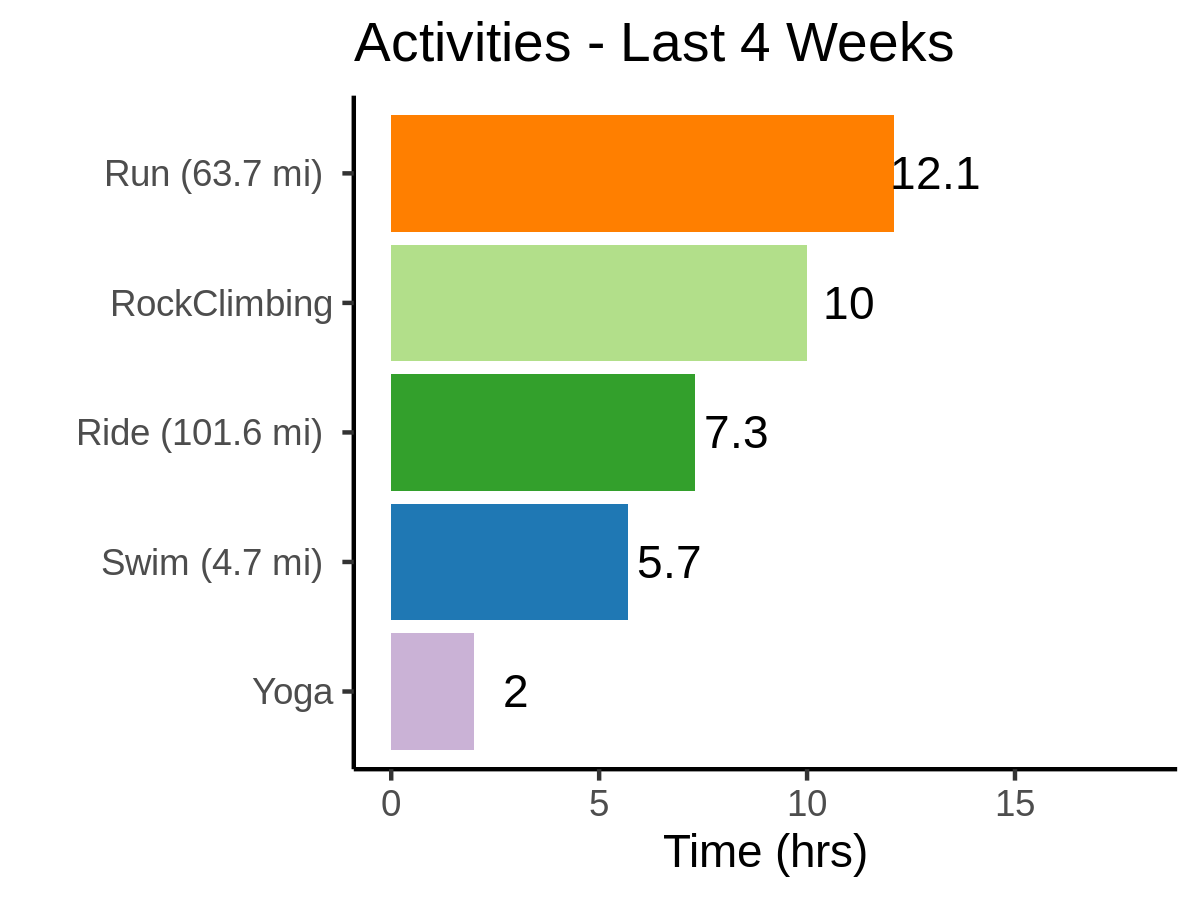 Activities - Last 4 Weeks
Run (63.7 mi)
12.1
RockClimbing
10
Ride (101.6 mi)
7.3
Swim (4.7 mi)
5.7
Yoga
2
0 5 10 15
Time (hrs)